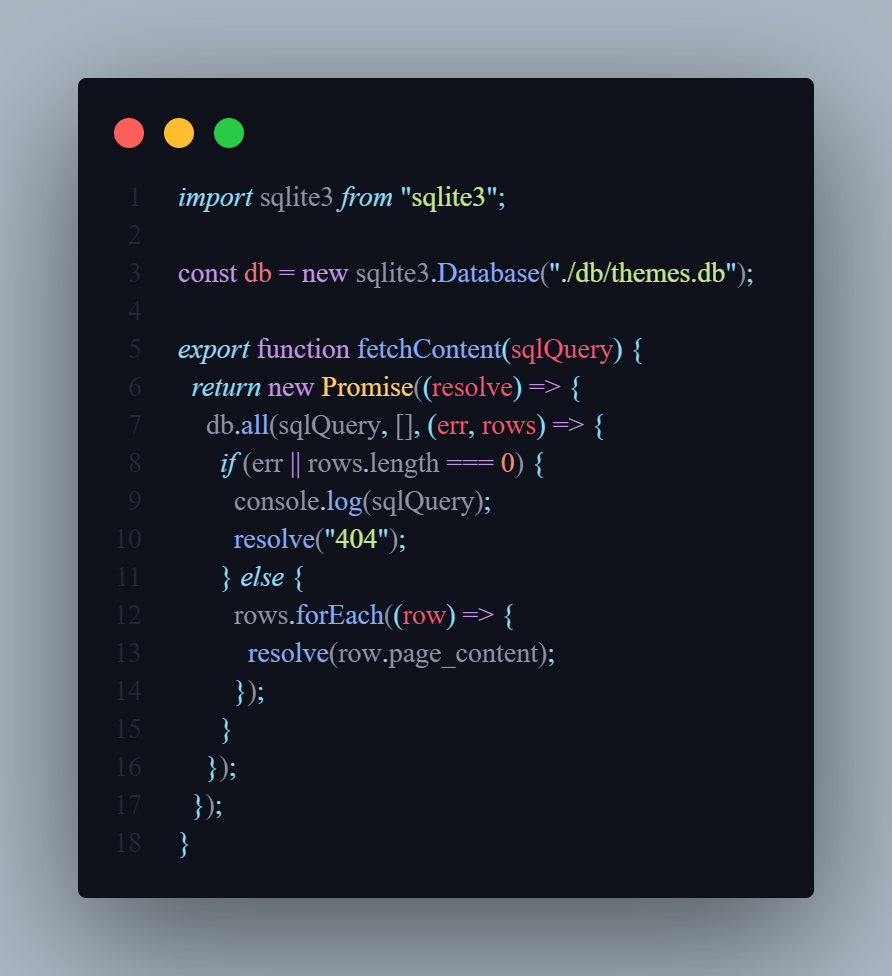 1 import sqlite3 from "sqlite3";
2
3 const db = new sqlite3.Database("./db/themes.db");
4
5 export function fetchContent(sqlQuery) {
6   return new Promise((resolve) => {
7     db.all(sqlQuery, [], (err, rows) => {
8       if (err || rows.length === 0) {
9         console.log(sqlQuery);
10         resolve("404");
11       } else {
12         rows.forEach((row) => {
13           resolve(row.page_content);
14         });
15       }
16     });
17   });
18 }